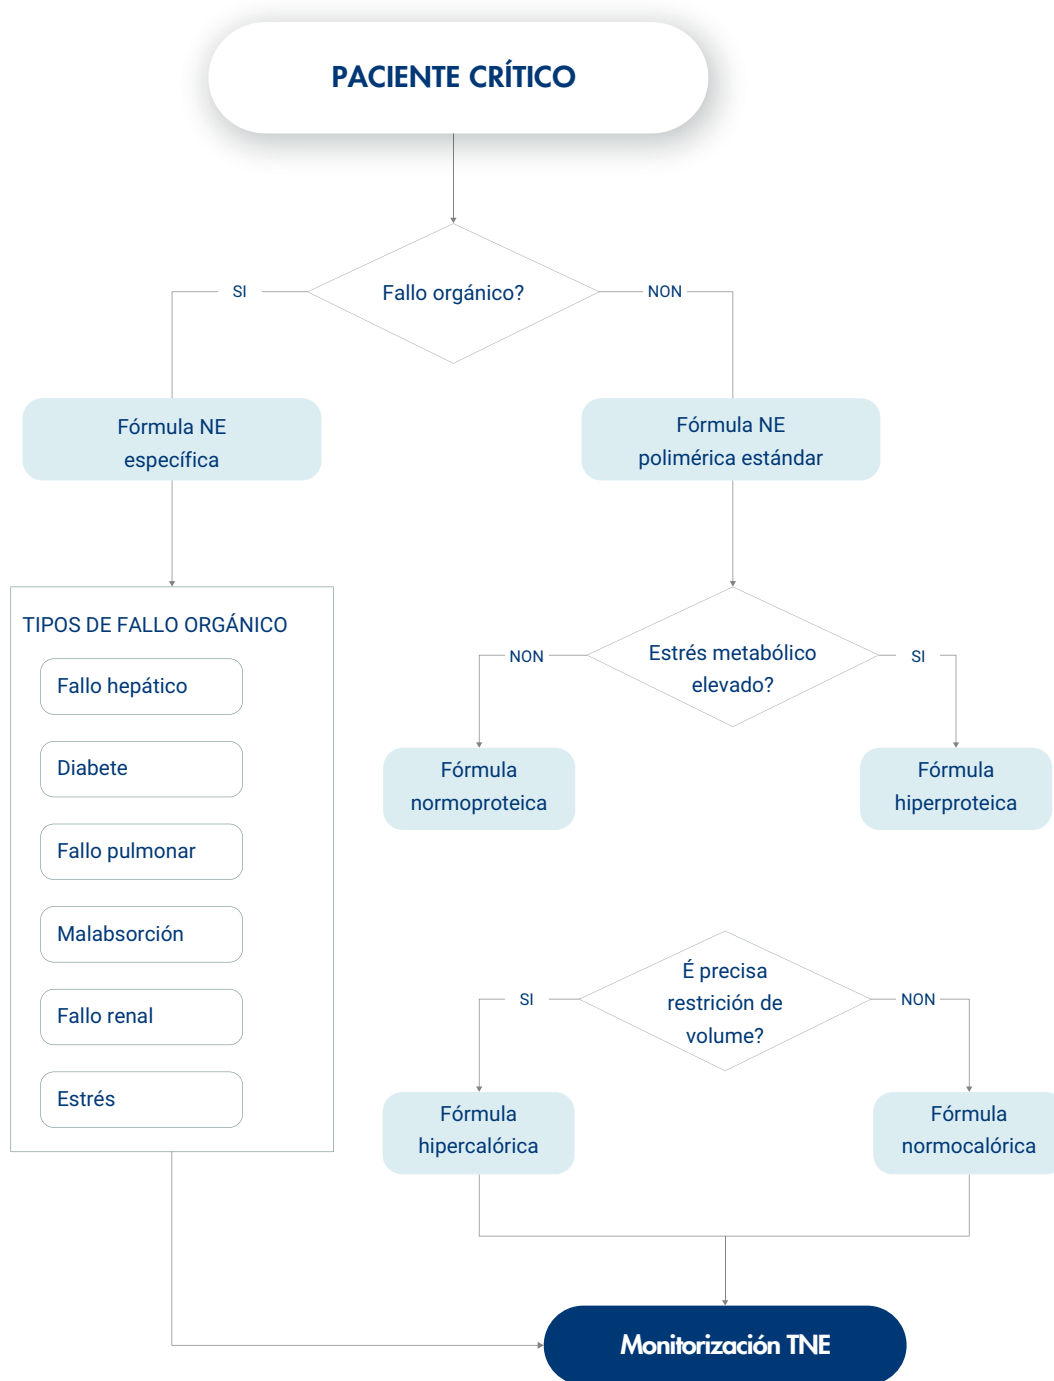 PACIENTE CRÍTICO
Fallo orgánico?
SI
NON
Fórmula NE
específica
Fórmula NE
polimérica estándar
TIPOS DE FALLO ORGÁNICO
Fallo hepático
Diabete
Fallo pulmonar
Malabsorción
Fallo renal
Estrés
Estrés metabólico
elevado?
NON
SI
Fórmula
normoproteica
Fórmula
hiperproteica
É precisa
restrición de
volume?
SI
NON
Fórmula
hipercalórica
Fórmula
normocalórica
Monitorización TNE